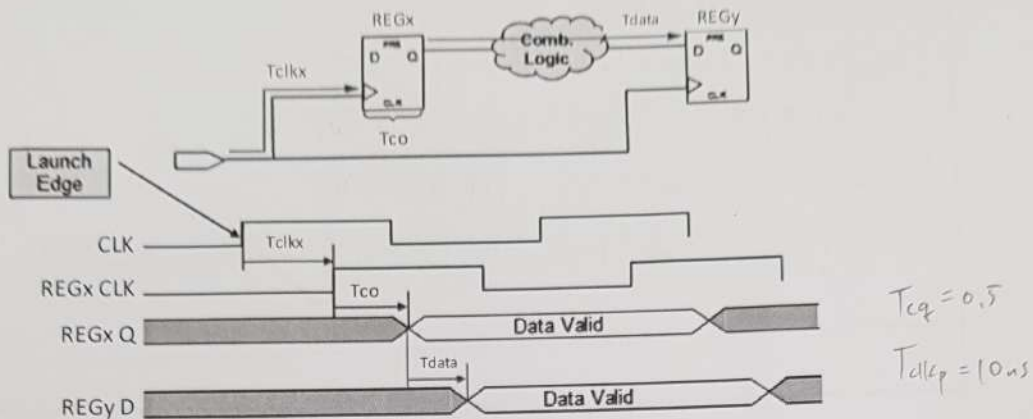 REGx
REGy
D PRE Q
CLR
Tclkx
Tco
Comb.
Logic
Tdata
D PRE Q
CLR
Launch
Edge
CLK
Tclkx
REGx CLK
Tco
REGx Q
Data Valid
Tcq = 0,5
Tdata
REGy D
Data Valid
Tclkp = 10ns